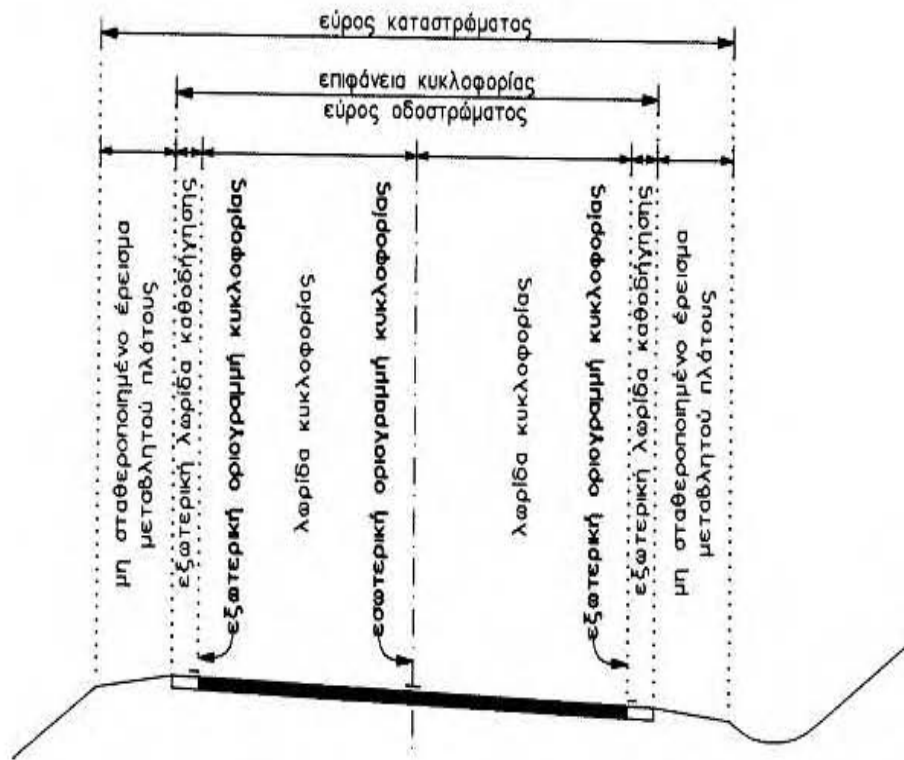 εύρος καταστρώματος
επιφάνεια κυκλοφορίας
εύρος οδοστρώματος
μη σταθεροποιημένο έρεισμα
μεταβλητού πλάτους
εξωτερική λωρίδα καθοδήγησης
εξωτερική οριογραμμή κυκλοφορίας
λωρίδα κυκλοφορίας
εσωτερική οριογραμμή κυκλοφορίας
λωρίδα κυκλοφορίας
εξωτερική οριογραμμή κυκλοφορίας
εξωτερική λωρίδα καθοδήγησης
μη σταθεροποιημένο έρεισμα
μεταβλητού πλάτους